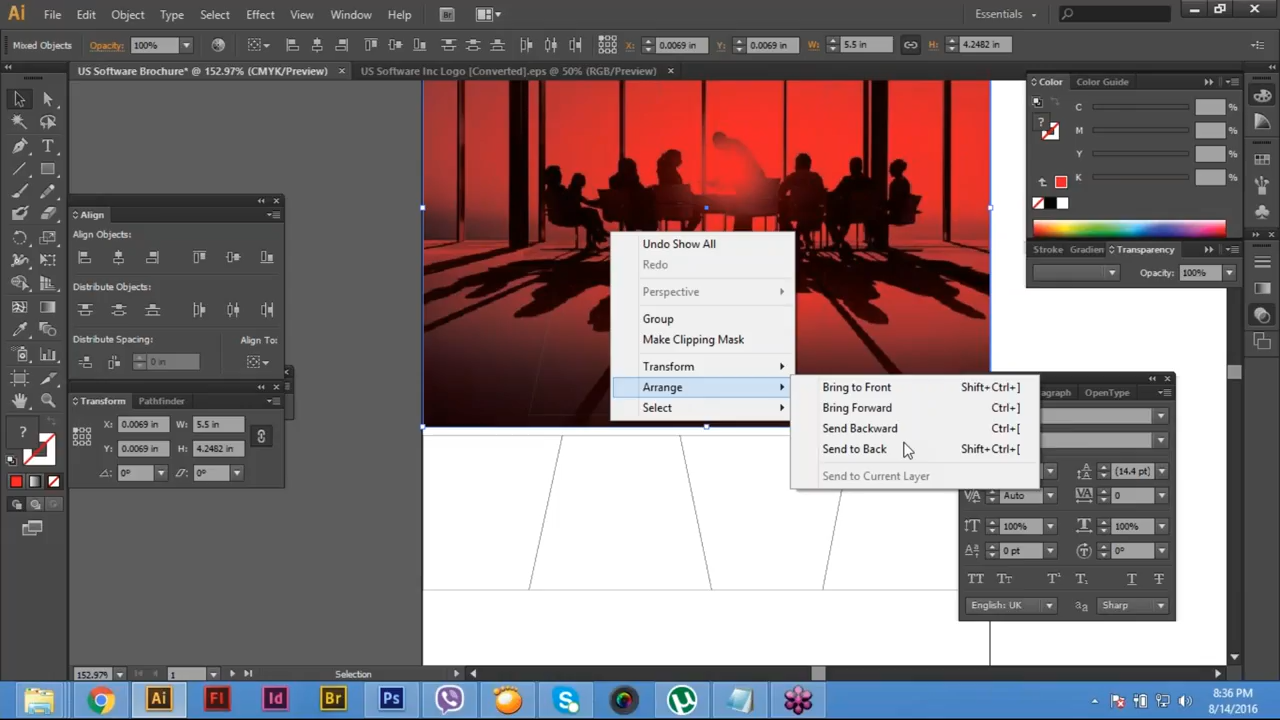 Ai File Edit Object Type Select Effect View Window Help Br Essentials
Mixed Objects Opacity: 100% X: 0.0069 in Y: 0.0069 in W: 5.5 in H: 4.2482 in
US Software Brochure* @ 152.97% (CMYK/Preview) × US Software Inc Logo [Converted].eps @ 50% (RGB/Preview) ×
Color Color Guide
C %
M %
Y %
K %
Stroke Gradien Transparency
Opacity: 100%
Align
Align Objects:
Distribute Objects:
Distribute Spacing: Align To:
0 in
Transform Pathfinder
X: 0.0069 in W: 5.5 in
Y: 0.0069 in H: 4.2482 in
0° 0°
Undo Show All
Redo
Perspective
Group
Make Clipping Mask
Transform
Arrange
Select
Bring to Front Shift+Ctrl+]
Bring Forward Ctrl+]
Send Backward Ctrl+[
Send to Back Shift+Ctrl+[
Send to Current Layer
agraph OpenType
(14.4 pt)
Auto 0
100% 100%
0 pt 0°
English: UK Sharp
152.97% 1 Selection
Ai Fl Id Br Ps
8:36 PM
8/14/2016